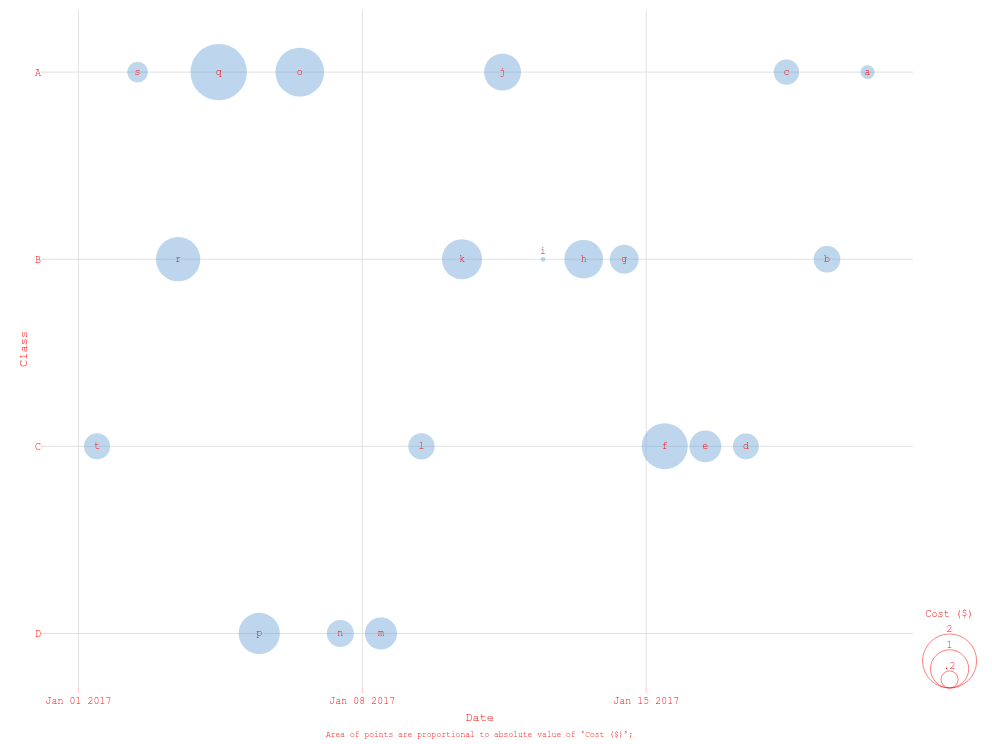 A
s
q
o
j
c
a
B
r
k
i
h
g
b
Class
C
t
l
f
e
d
D
p
n
m
Cost ($)
2
1
.2
Jan 01 2017
Jan 08 2017
Jan 15 2017
Date
Area of points are proportional to absolute value of 'Cost ($)';